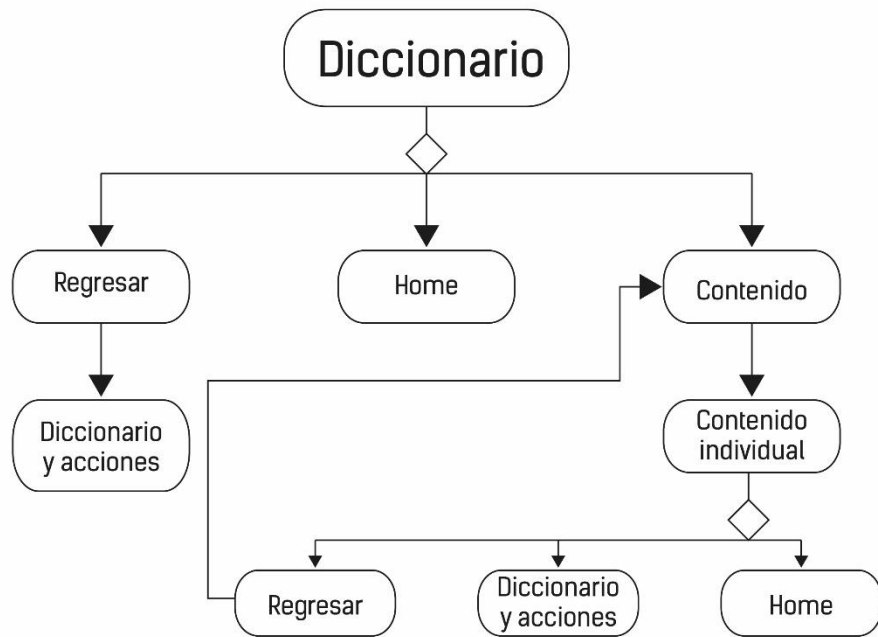 Diccionario
Regresar
Home
Contenido
Diccionario
y acciones
Contenido
individual
Regresar
Diccionario
y acciones
Home